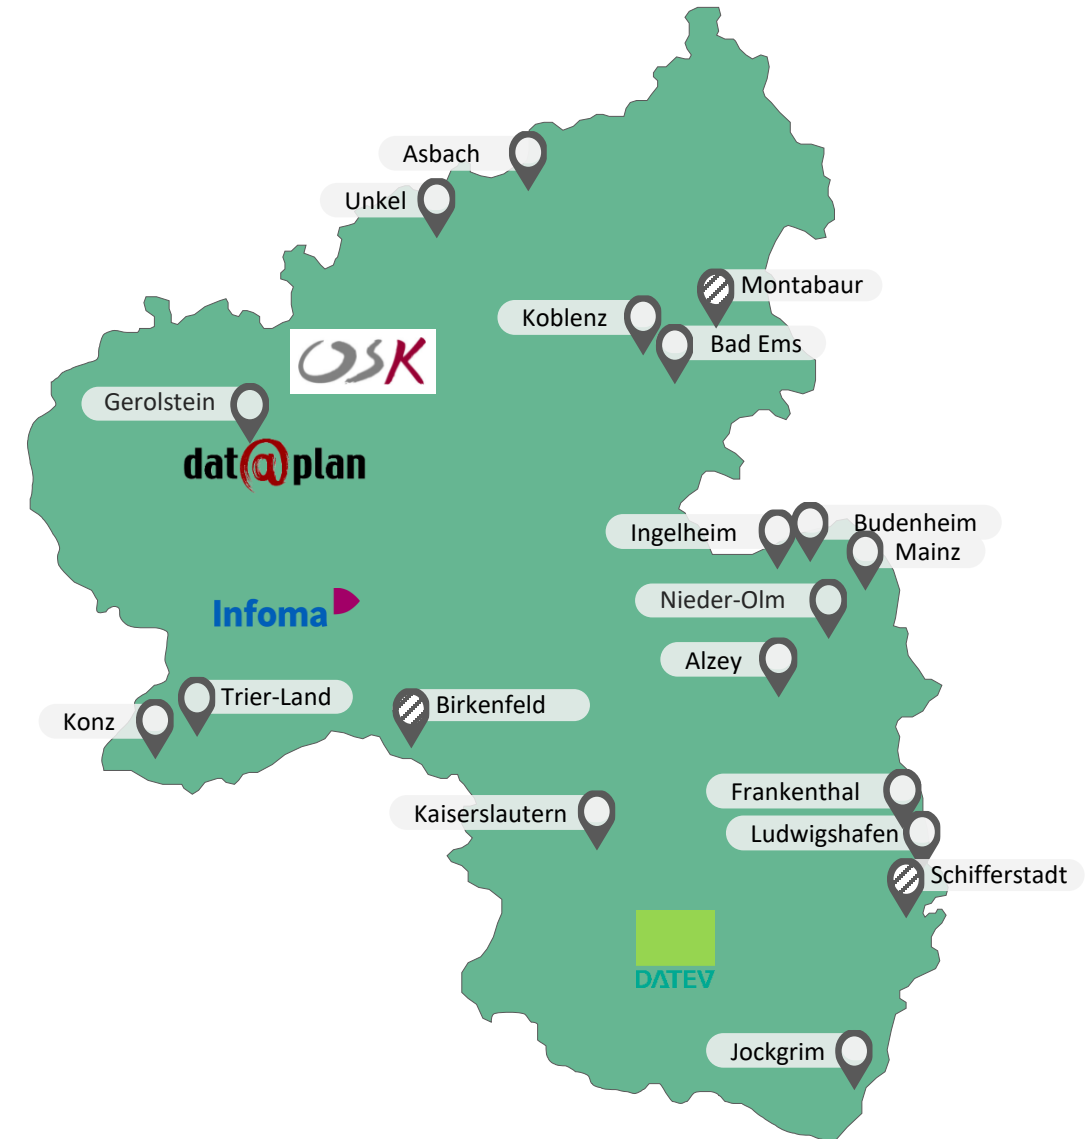 Asbach
Unkel
Montabaur
Koblenz
Bad Ems
OSK
Gerolstein
dat@plan
Budenheim
Ingelheim
Mainz
Nieder-Olm
Infoma
Alzey
Trier-Land
Birkenfeld
Konz
Frankenthal
Kaiserslautern
Ludwigshafen
Schifferstadt
DATEV
Jockgrim